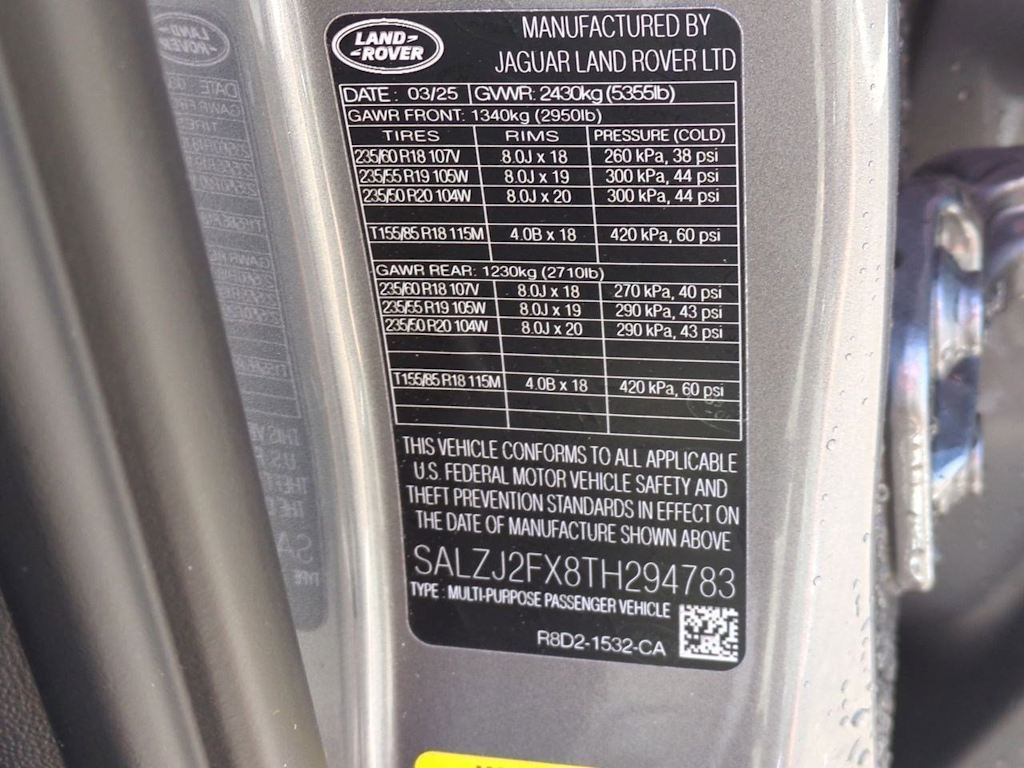 LAND-
-ROVER
MANUFACTURED BY
JAGUAR LAND ROVER LTD
DATE : 03/25 GVWR: 2430kg (5355lb)
GAWR FRONT: 1340kg (2950lb)
TIRES RIMS PRESSURE (COLD)
235/60 R18 107V 8.0J x 18 260 kPa, 38 psi
235/55 R19 105W 8.0J x 19 300 kPa, 44 psi
235/50 R20 104W 8.0J x 20 300 kPa, 44 psi
T155/85 R18 115M 4.0B x 18 420 kPa, 60 psi
GAWR REAR: 1230kg (2710lb)
235/60 R18 107V 8.0J x 18 270 kPa, 40 psi
235/55 R19 105W 8.0J x 19 290 kPa, 43 psi
235/50 R20 104W 8.0J x 20 290 kPa, 43 psi
T155/85 R18 115M 4.0B x 18 420 kPa, 60 psi
THIS VEHICLE CONFORMS TO ALL APPLICABLE
U.S. FEDERAL MOTOR VEHICLE SAFETY AND
THEFT PREVENTION STANDARDS IN EFFECT ON
THE DATE OF MANUFACTURE SHOWN ABOVE
SALZJ2FX8TH294783
TYPE : MULTI-PURPOSE PASSENGER VEHICLE
R8D2-1532-CA